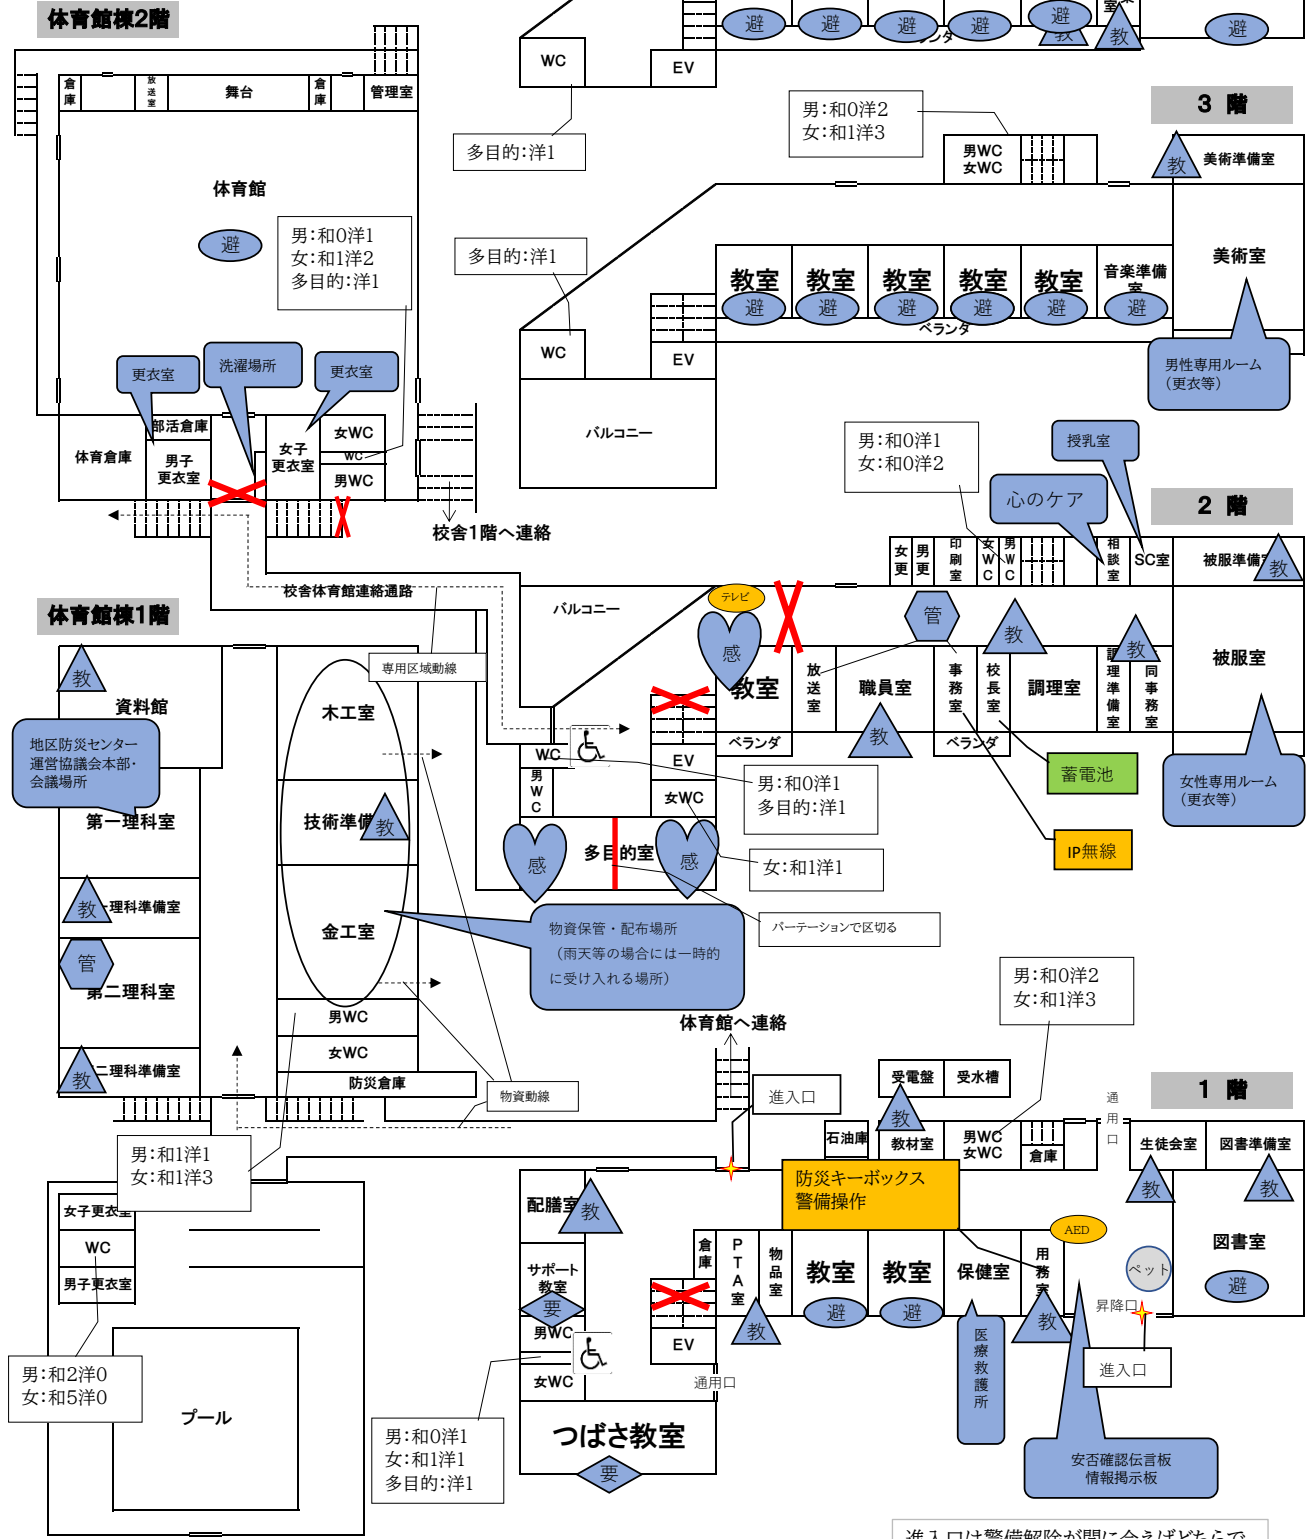 体育館棟2階
倉庫
放送室
舞台
倉庫
管理室
体育館
避
男：和0洋1
女：和1洋2
多目的：洋1
更衣室
洗濯場所
更衣室
部活倉庫
体育倉庫
男子
更衣室
女子
更衣室
女WC
WC
男WC
校舎1階へ連絡
校舎体育館連絡通路
専用区域動線
避
避
避
避
避
避
ベランダ
教
教
WC
EV
多目的：洋1
3 階
男：和0洋2
女：和1洋3
男WC
女WC
教
美術準備室
美術室
多目的：洋1
教室
教室
教室
教室
教室
音楽準備室
避
避
避
避
避
避
ベランダ
WC
EV
バルコニー
男性専用ルーム
（更衣等）
2 階
男：和0洋1
女：和0洋2
授乳室
心のケア
女更
男更
印刷室
女WC
男WC
相談室
SC室
被服準備
教
バルコニー
テレビ
感
管
教
教
教室
放送室
職員室
事務室
校長室
調理室
調理準備室
同事務室
被服室
教
ベランダ
ベランダ
WC
男WC
EV
女WC
多目的室
感
感
男：和0洋1
多目的：洋1
女：和1洋1
パーテーションで区切る
蓄電池
IP無線
女性専用ルーム
（更衣等）
体育館棟1階
教
資料館
地区防災センター
運営協議会本部・
会議場所
第一理科室
教
理科準備室
管
第二理科室
教
二理科準備室
木工室
技術準備
教
金工室
男WC
女WC
防災倉庫
物資保管・配布場所
（雨天等の場合には一時的
に受け入れる場所）
物資動線
男：和1洋1
女：和1洋3
体育館へ連絡
進入口
男：和0洋2
女：和1洋3
1 階
受電盤
受水槽
教
石油庫
教材室
男WC
女WC
倉庫
通用口
生徒会室
図書準備室
教
教
防災キーボックス
警備操作
配膳室
教
サポート
教室
要
男WC
女WC
倉庫
PTA室
物品室
教室
教室
保健室
用務室
AED
ペット
図書室
避
教
避
避
教
昇降口
EV
通用口
進入口
医療救護所
安否確認伝言板
情報掲示板
つばさ教室
要
男：和0洋1
女：和1洋1
多目的：洋1
女子更衣室
WC
男子更衣室
男：和2洋0
女：和5洋0
プール
進入口は警備解除が間に合えばどちらで